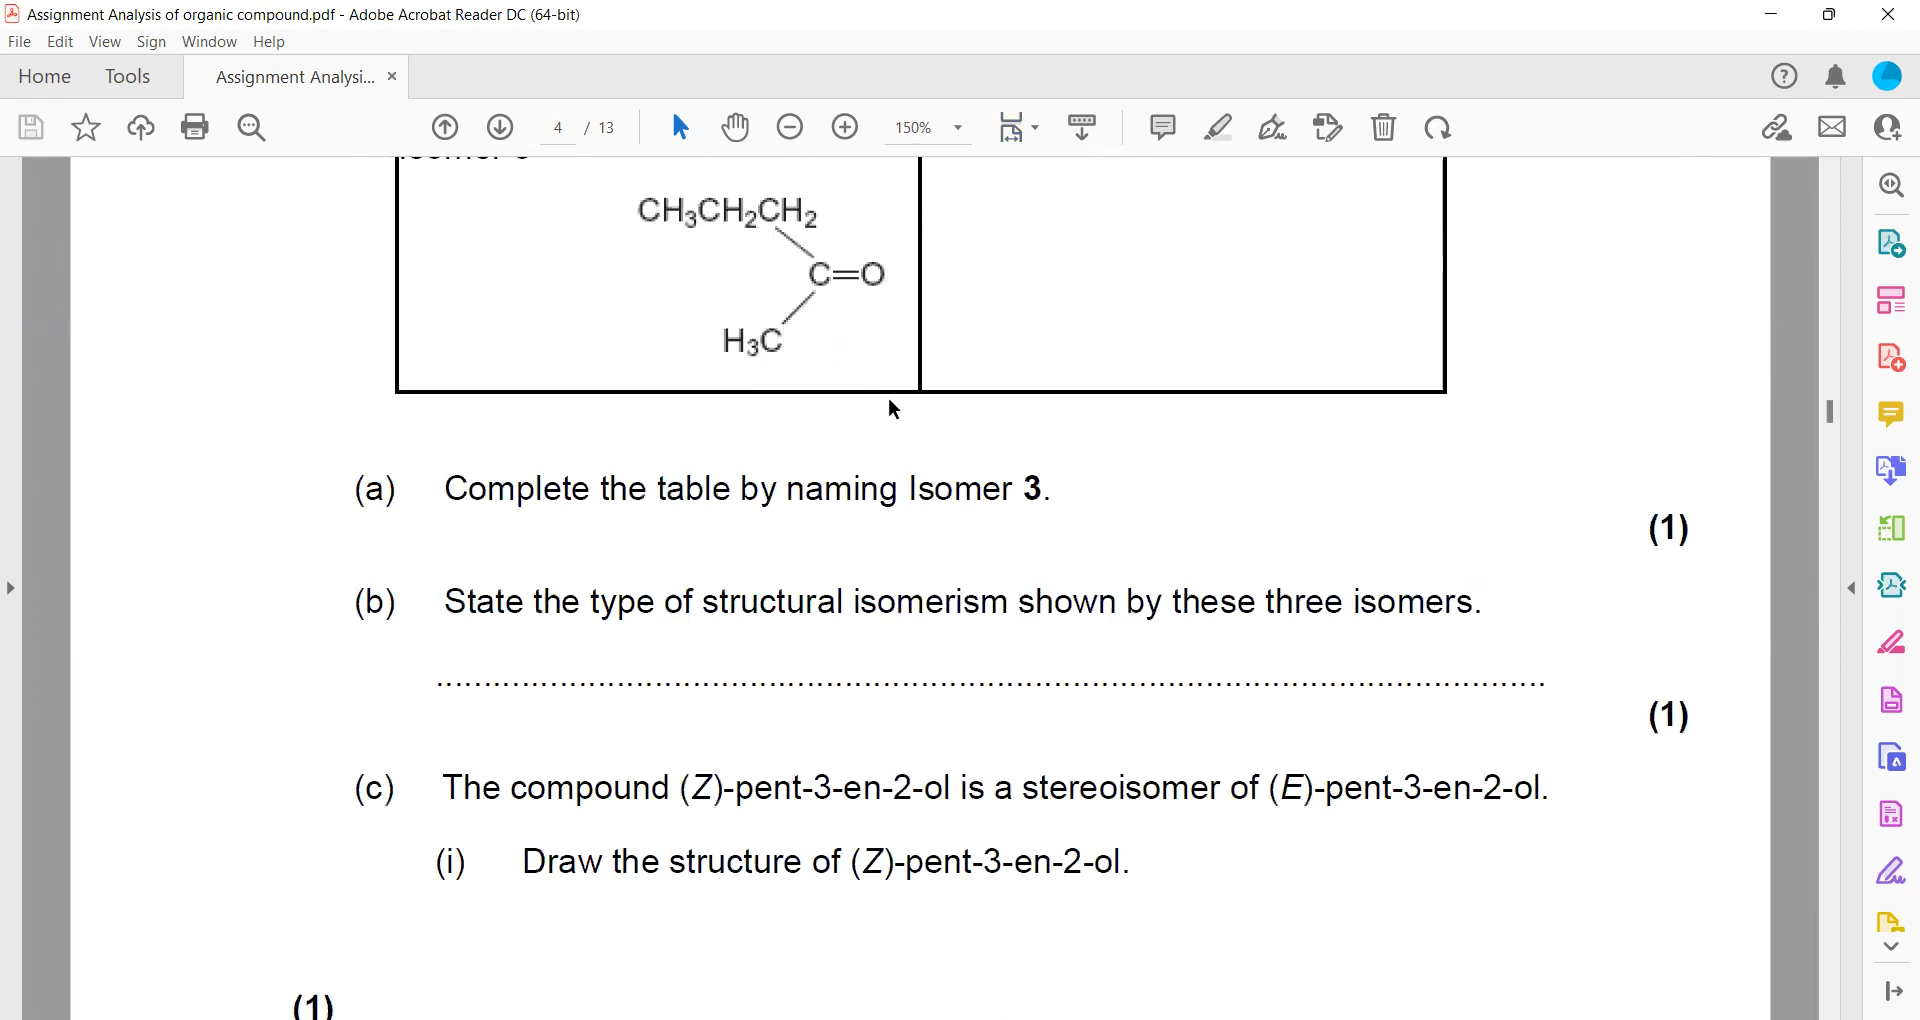 Assignment Analysis of organic compound.pdf - Adobe Acrobat Reader DC (64-bit)
File Edit View Sign Window Help
Home Tools Assignment Analysi... ×
4 / 13 150%
CH₃CH₂CH₂
C=O
H₃C
(a) Complete the table by naming Isomer 3.
(1)
(b) State the type of structural isomerism shown by these three isomers.
................................................................................
(1)
(c) The compound (Z)-pent-3-en-2-ol is a stereoisomer of (E)-pent-3-en-2-ol.
(i) Draw the structure of (Z)-pent-3-en-2-ol.
(1)